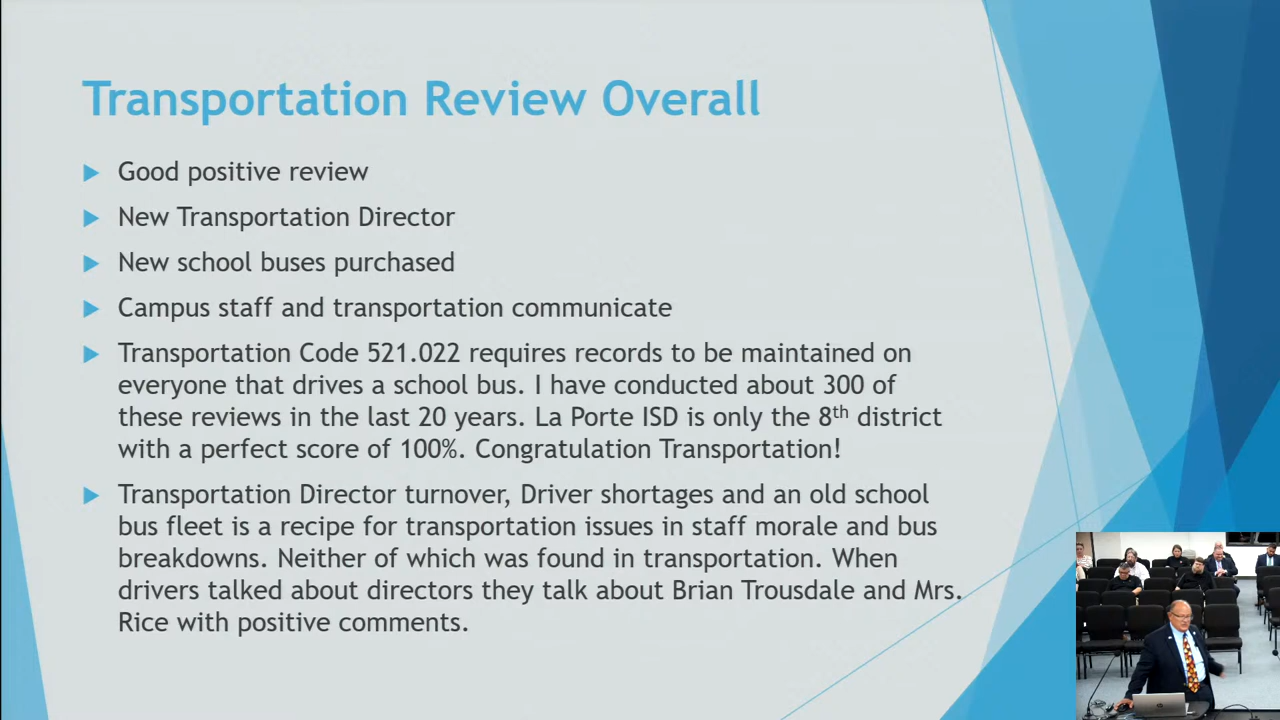 Transportation Review Overall
Good positive review
New Transportation Director
New school buses purchased
Campus staff and transportation communicate
Transportation Code 521.022 requires records to be maintained on
everyone that drives a school bus. I have conducted about 300 of
these reviews in the last 20 years. La Porte ISD is only the 8th district
with a perfect score of 100%. Congratulation Transportation!
Transportation Director turnover, Driver shortages and an old school
bus fleet is a recipe for transportation issues in staff morale and bus
breakdowns. Neither of which was found in transportation. When
drivers talked about directors they talk about Brian Trousdale and Mrs.
Rice with positive comments.